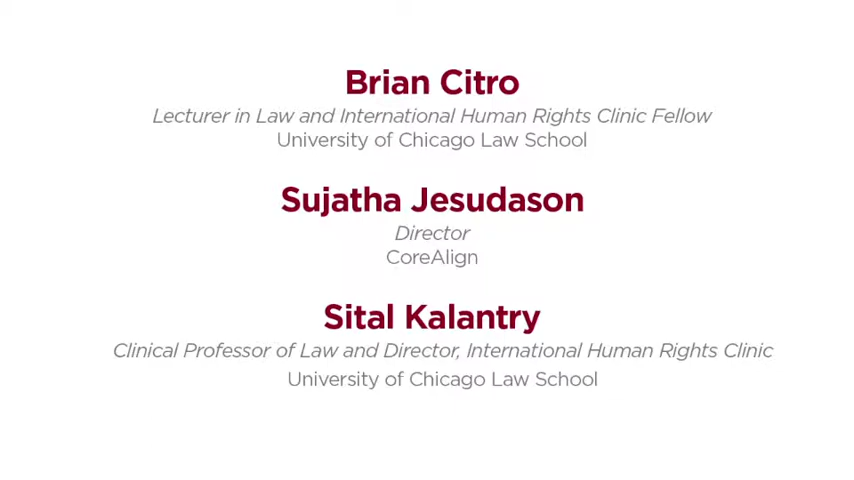 Brian Citro
Lecturer in Law and International Human Rights Clinic Fellow
University of Chicago Law School
Sujatha Jesudason
Director
CoreAlign
Sital Kalantry
Clinical Professor of Law and Director, International Human Rights Clinic
University of Chicago Law School